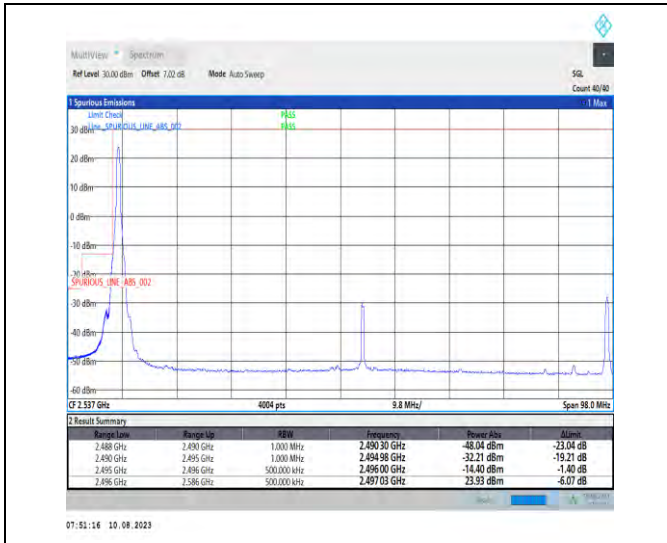 MultiView Spectrum
Ref Level 30.00 dBm Offset 7.02 dB Mode Auto Sweep SGL
Count 40/40
1 Spurious Emissions 1 Max
Limit Check PASS
Line_SPURIOUS_LINE_ABS_002 PASS
30 dBm
20 dBm
10 dBm
0 dBm
-10 dBm
-20 dBm
SPURIOUS_LINE_ABS_002
-30 dBm
-40 dBm
-50 dBm
-60 dBm
CF 2.537 GHz 4004 pts 9.8 MHz/ Span 98.0 MHz
2 Result Summary
Range Low Range Up RBW Frequency Power Abs ΔLimit
2.488 GHz 2.490 GHz 1.000 MHz 2.490 30 GHz -48.04 dBm -23.04 dB
2.490 GHz 2.495 GHz 1.000 MHz 2.494 98 GHz -32.21 dBm -19.21 dB
2.495 GHz 2.496 GHz 500.000 kHz 2.496 00 GHz -14.40 dBm -1.40 dB
2.496 GHz 2.586 GHz 500.000 kHz 2.497 03 GHz 23.93 dBm -6.07 dB
07:51:16 10.08.2023